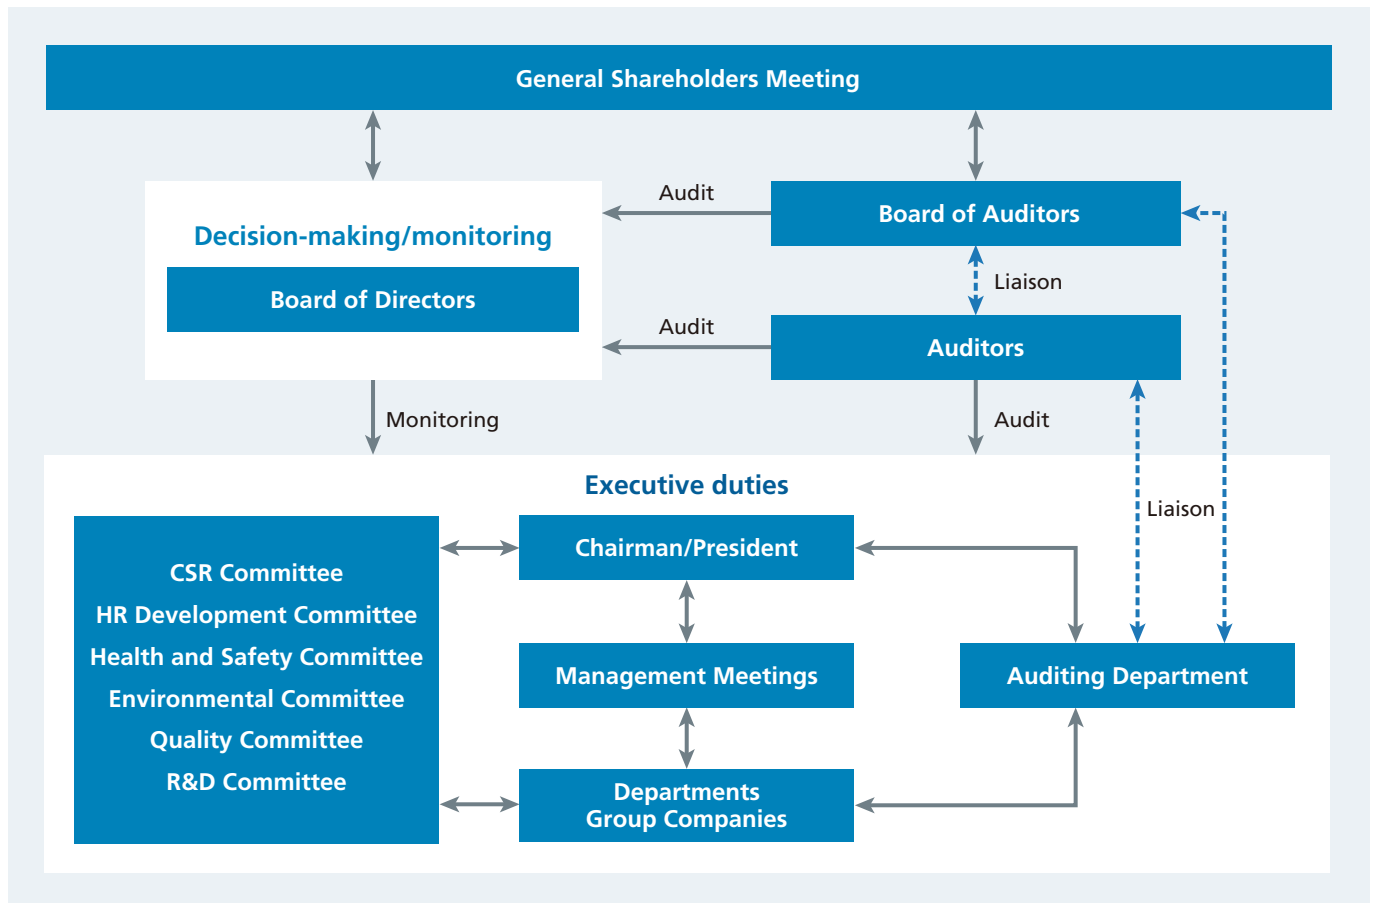 General Shareholders Meeting
Audit
Board of Auditors
Decision-making/monitoring
Board of Directors
Liaison
Audit
Auditors
Monitoring
Audit
Executive duties
Liaison
CSR Committee
HR Development Committee
Health and Safety Committee
Environmental Committee
Quality Committee
R&D Committee
Chairman/President
Management Meetings
Auditing Department
Departments
Group Companies